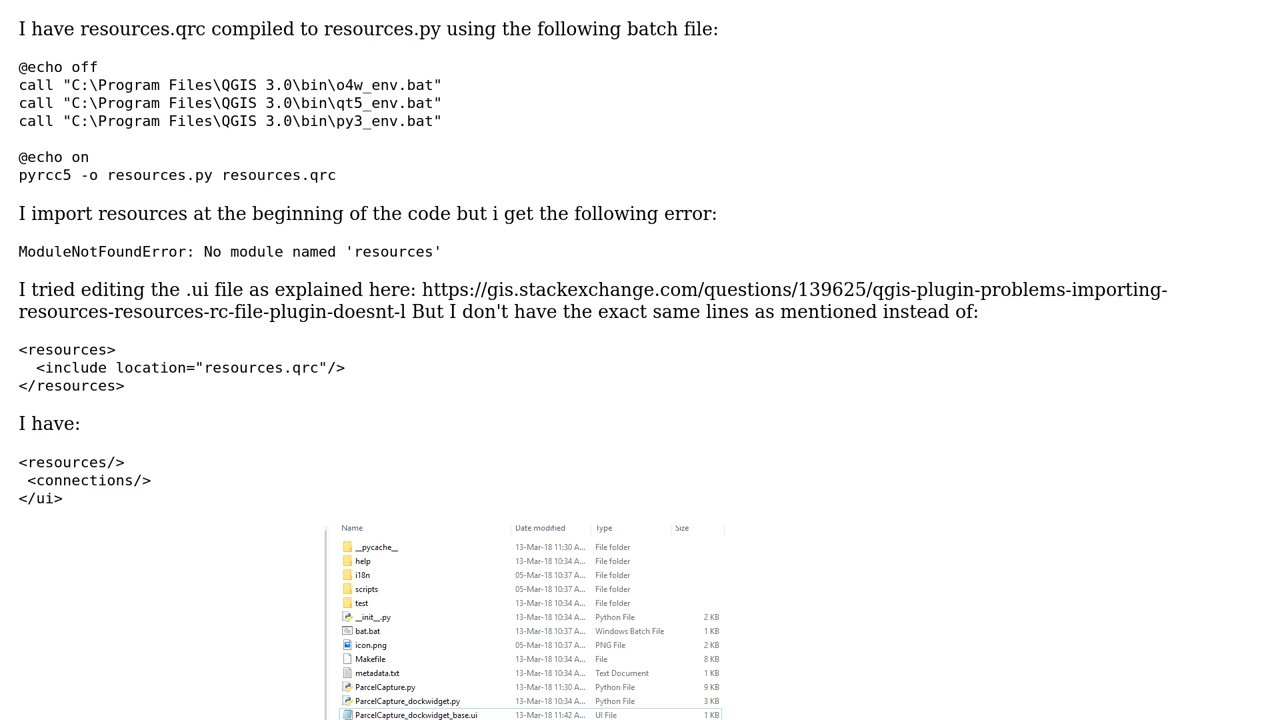 I have resources.qrc compiled to resources.py using the following batch file:
@echo off
call "C:\Program Files\QGIS 3.0\bin\o4w_env.bat"
call "C:\Program Files\QGIS 3.0\bin\qt5_env.bat"
call "C:\Program Files\QGIS 3.0\bin\py3_env.bat"
@echo on
pyrcc5 -o resources.py resources.qrc
I import resources at the beginning of the code but i get the following error:
ModuleNotFoundError: No module named 'resources'
I tried editing the .ui file as explained here: https://gis.stackexchange.com/questions/139625/qgis-plugin-problems-importing-
resources-resources-rc-file-plugin-doesnt-l But I don't have the exact same lines as mentioned instead of:
<resources>
  <include location="resources.qrc"/>
</resources>
I have:
<resources/>
 <connections/>
</ui>
Name Date modified Type Size
__pycache__ 13-Mar-18 11:30 A... File folder
help 13-Mar-18 10:34 A... File folder
i18n 05-Mar-18 10:37 A... File folder
scripts 05-Mar-18 10:37 A... File folder
test 13-Mar-18 10:34 A... File folder
__init__.py 13-Mar-18 10:34 A... Python File 2 KB
bat.bat 13-Mar-18 10:37 A... Windows Batch File 1 KB
icon.png 05-Mar-18 10:37 A... PNG File 2 KB
Makefile 13-Mar-18 10:34 A... File 8 KB
metadata.txt 13-Mar-18 10:34 A... Text Document 1 KB
ParcelCapture.py 13-Mar-18 11:30 A... Python File 9 KB
ParcelCapture_dockwidget.py 13-Mar-18 10:34 A... Python File 3 KB
ParcelCapture_dockwidget_base.ui 13-Mar-18 11:42 A... UI File 1 KB